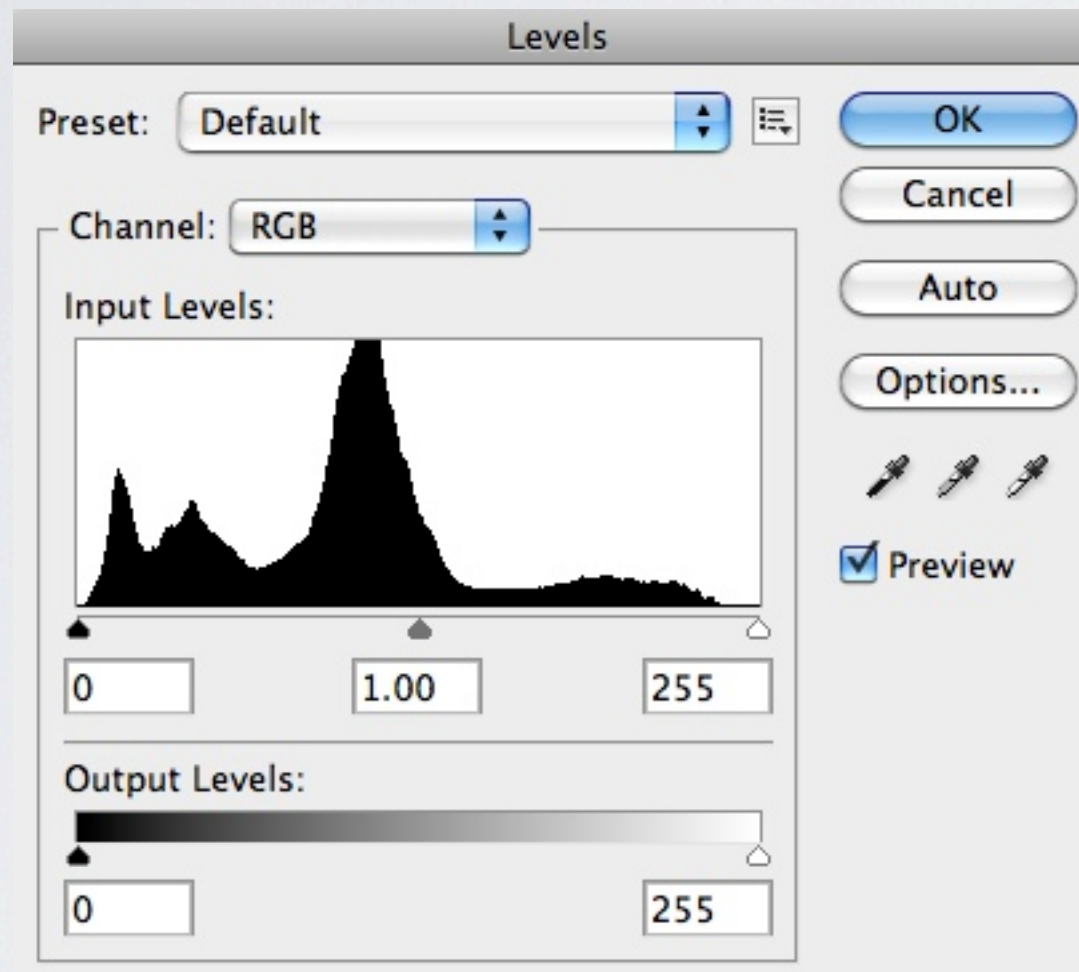 Levels
Preset: Default
OK
Cancel
Channel: RGB
Auto
Input Levels:
Options...
Preview
0 1.00 255
Output Levels:
0 255